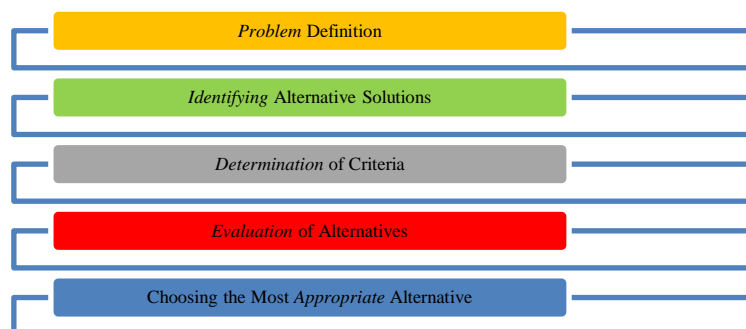 Problem Definition
Identifying Alternative Solutions
Determination of Criteria
Evaluation of Alternatives
Choosing the Most Appropriate Alternative